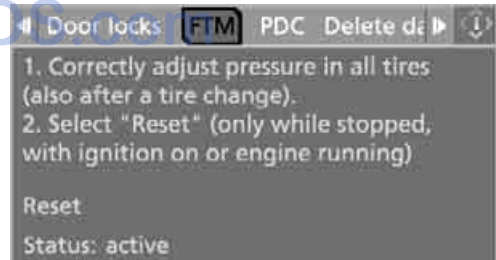 Door locks FTM PDC Delete da
1. Correctly adjust pressure in all tires
(also after a tire change).
2. Select "Reset" (only while stopped,
with ignition on or engine running)
Reset
Status: active